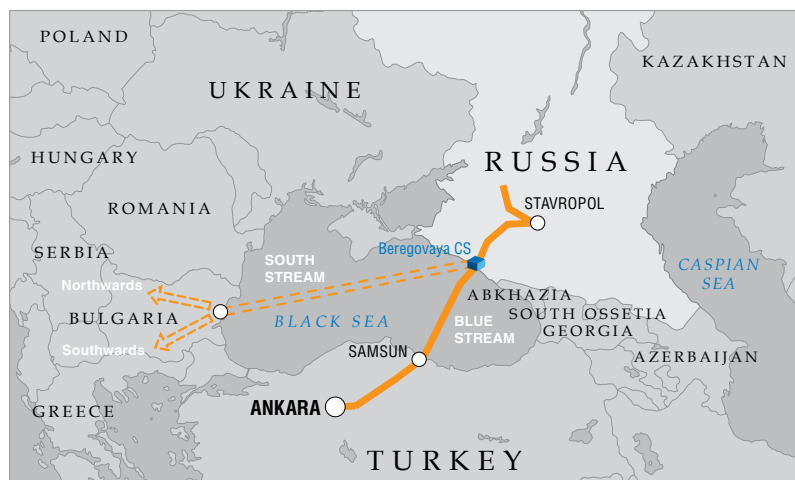 POLAND
KAZAKHSTAN
UKRAINE
HUNGARY
RUSSIA
STAVROPOL
ROMANIA
SERBIA
Beregovaya CS
SOUTH
STREAM
CASPIAN
SEA
Northwards
ABKHAZIA
SOUTH OSSETIA
BULGARIA
BLACK SEA
BLUE
STREAM
GEORGIA
Southwards
SAMSUN
AZERBAIJAN
GREECE
ANKARA
TURKEY